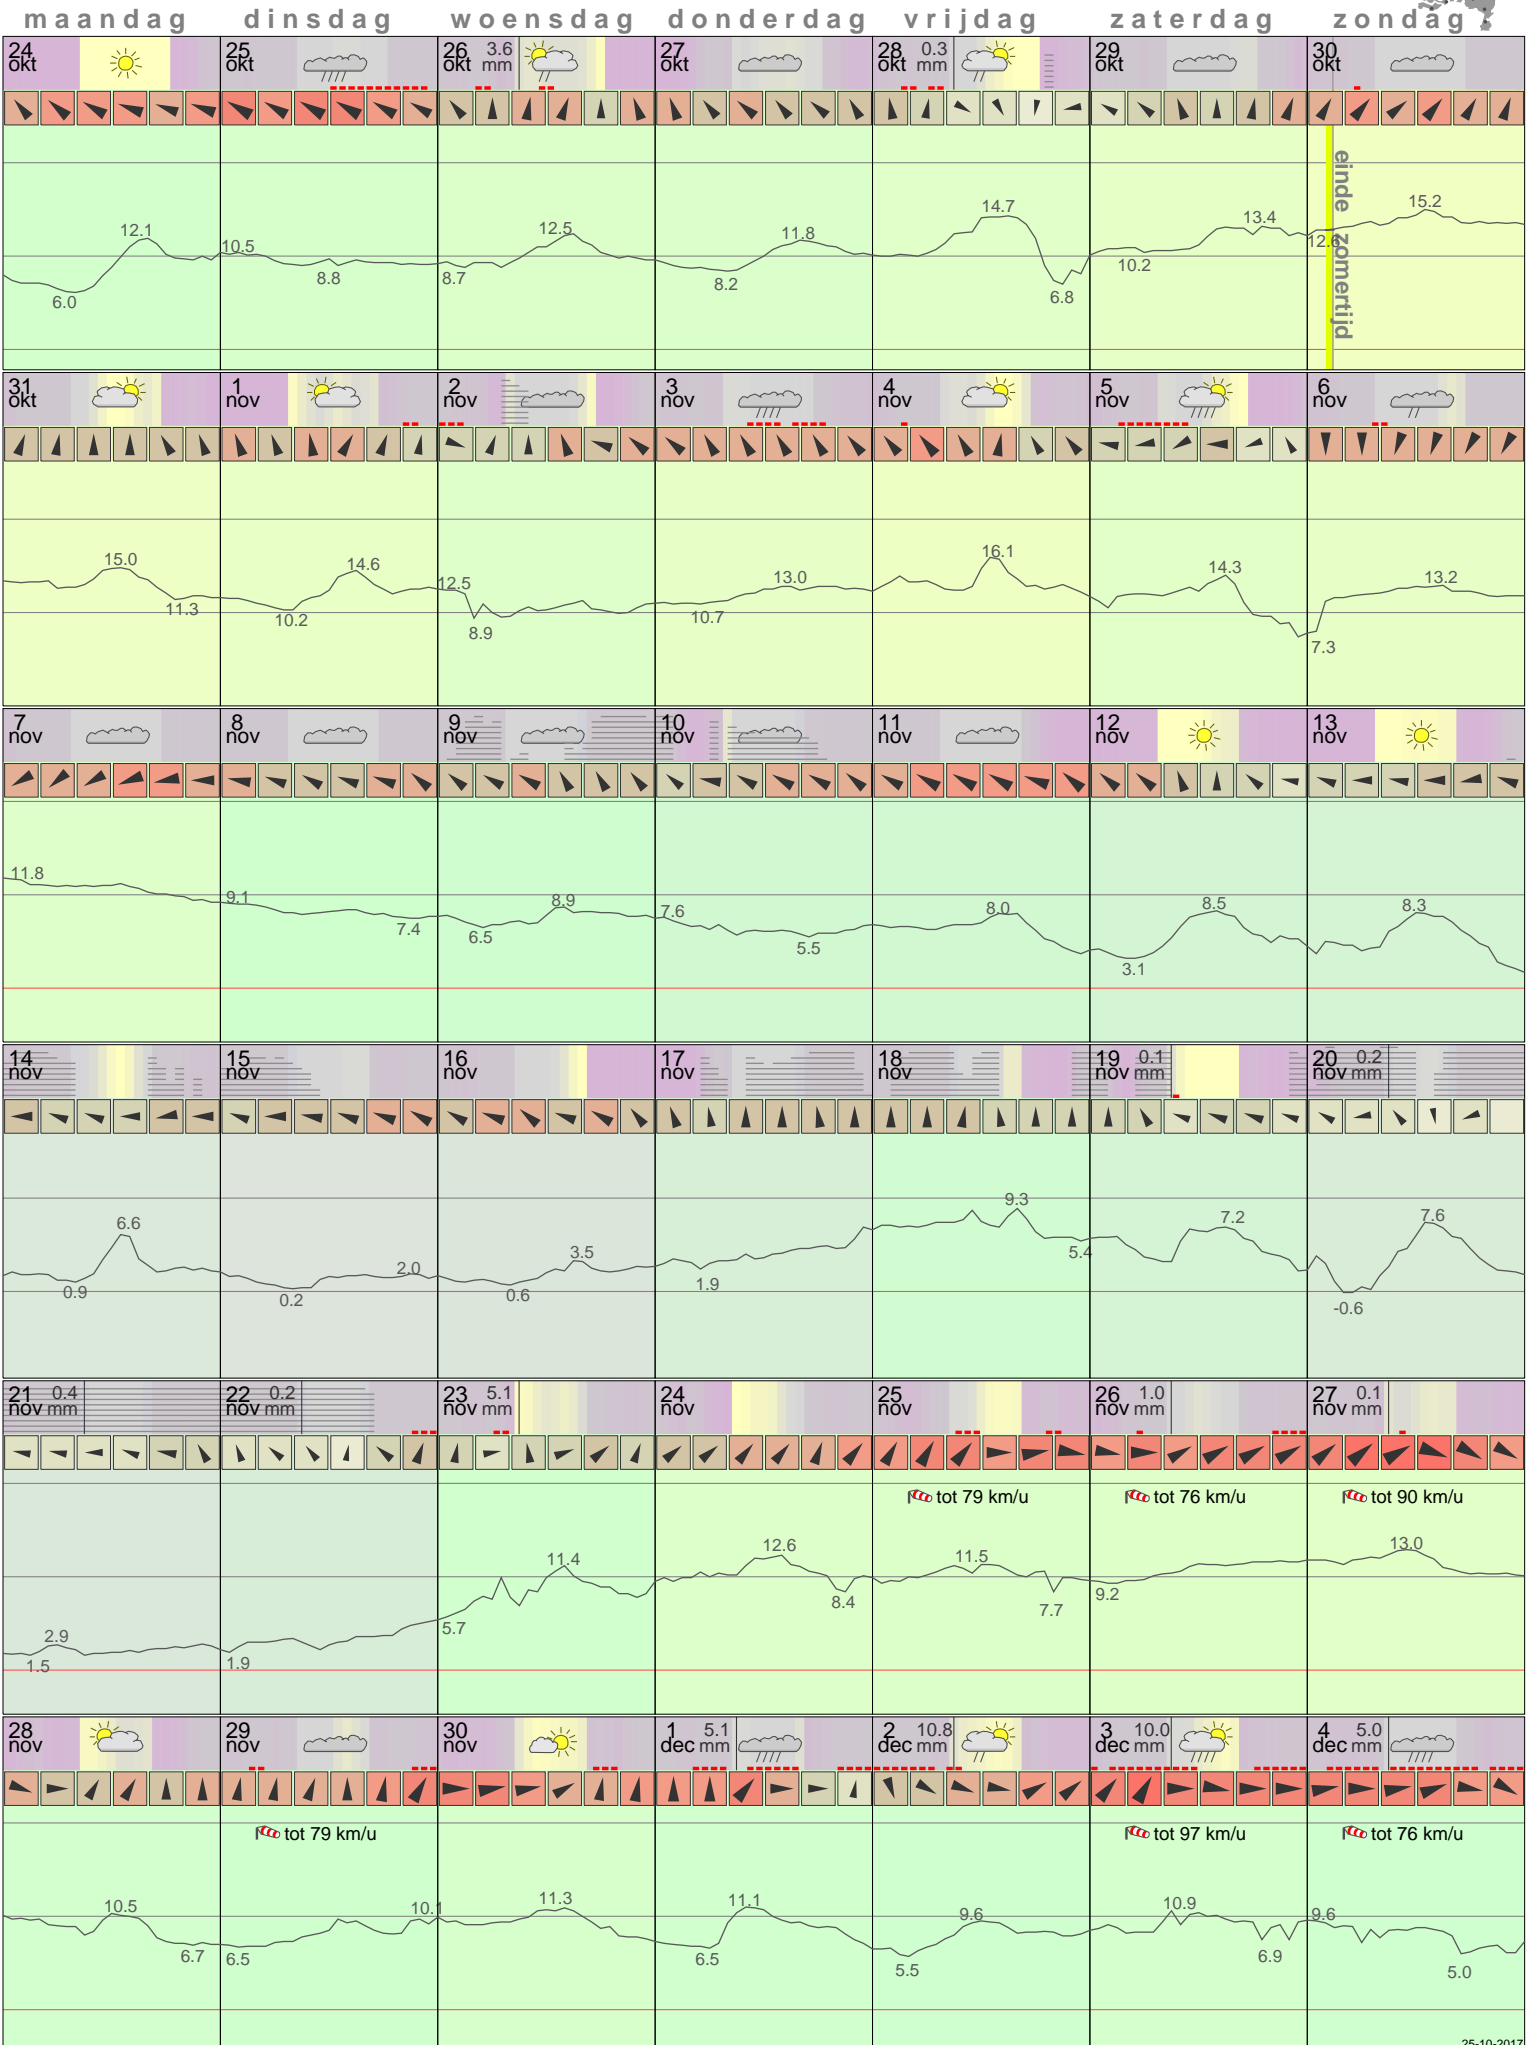 maandag dinsdag woensdag donderdag vrijdag zaterdag zondag
24 okt 25 okt 26 okt 3.6 mm 27 okt 28 okt 0.3 mm 29 okt 30 okt
12.1 6.0 10.5 8.8 8.7 12.5 8.2 11.8 14.7 6.8 10.2 13.4 12.6 15.2
einde zomertijd
31 okt 1 nov 2 nov 3 nov 4 nov 5 nov 6 nov
15.0 11.3 10.2 14.6 12.5 8.9 10.7 13.0 16.1 14.3 7.3 13.2
7 nov 8 nov 9 nov 10 nov 11 nov 12 nov 13 nov
11.8 9.1 7.4 6.5 8.9 7.6 5.5 8.0 3.1 8.5 8.3
14 nov 15 nov 16 nov 17 nov 18 nov 19 nov 0.1 mm 20 nov 0.2 mm
0.9 6.6 0.2 2.0 0.6 3.5 1.9 9.3 5.4 7.2 -0.6 7.6
21 nov 0.4 mm 22 nov 0.2 mm 23 nov 5.1 mm 24 nov 25 nov 26 nov 1.0 mm 27 nov 0.1 mm
tot 79 km/u tot 76 km/u tot 90 km/u
1.5 2.9 1.9 5.7 11.4 12.6 8.4 11.5 7.7 9.2 13.0
28 nov 29 nov 30 nov 1 dec 5.1 mm 2 dec 10.8 mm 3 dec 10.0 mm 4 dec 5.0 mm
tot 79 km/u tot 97 km/u tot 76 km/u
10.5 6.7 6.5 10.1 11.3 6.5 11.1 5.5 9.6 10.9 6.9 9.6 5.0
25-10-2017